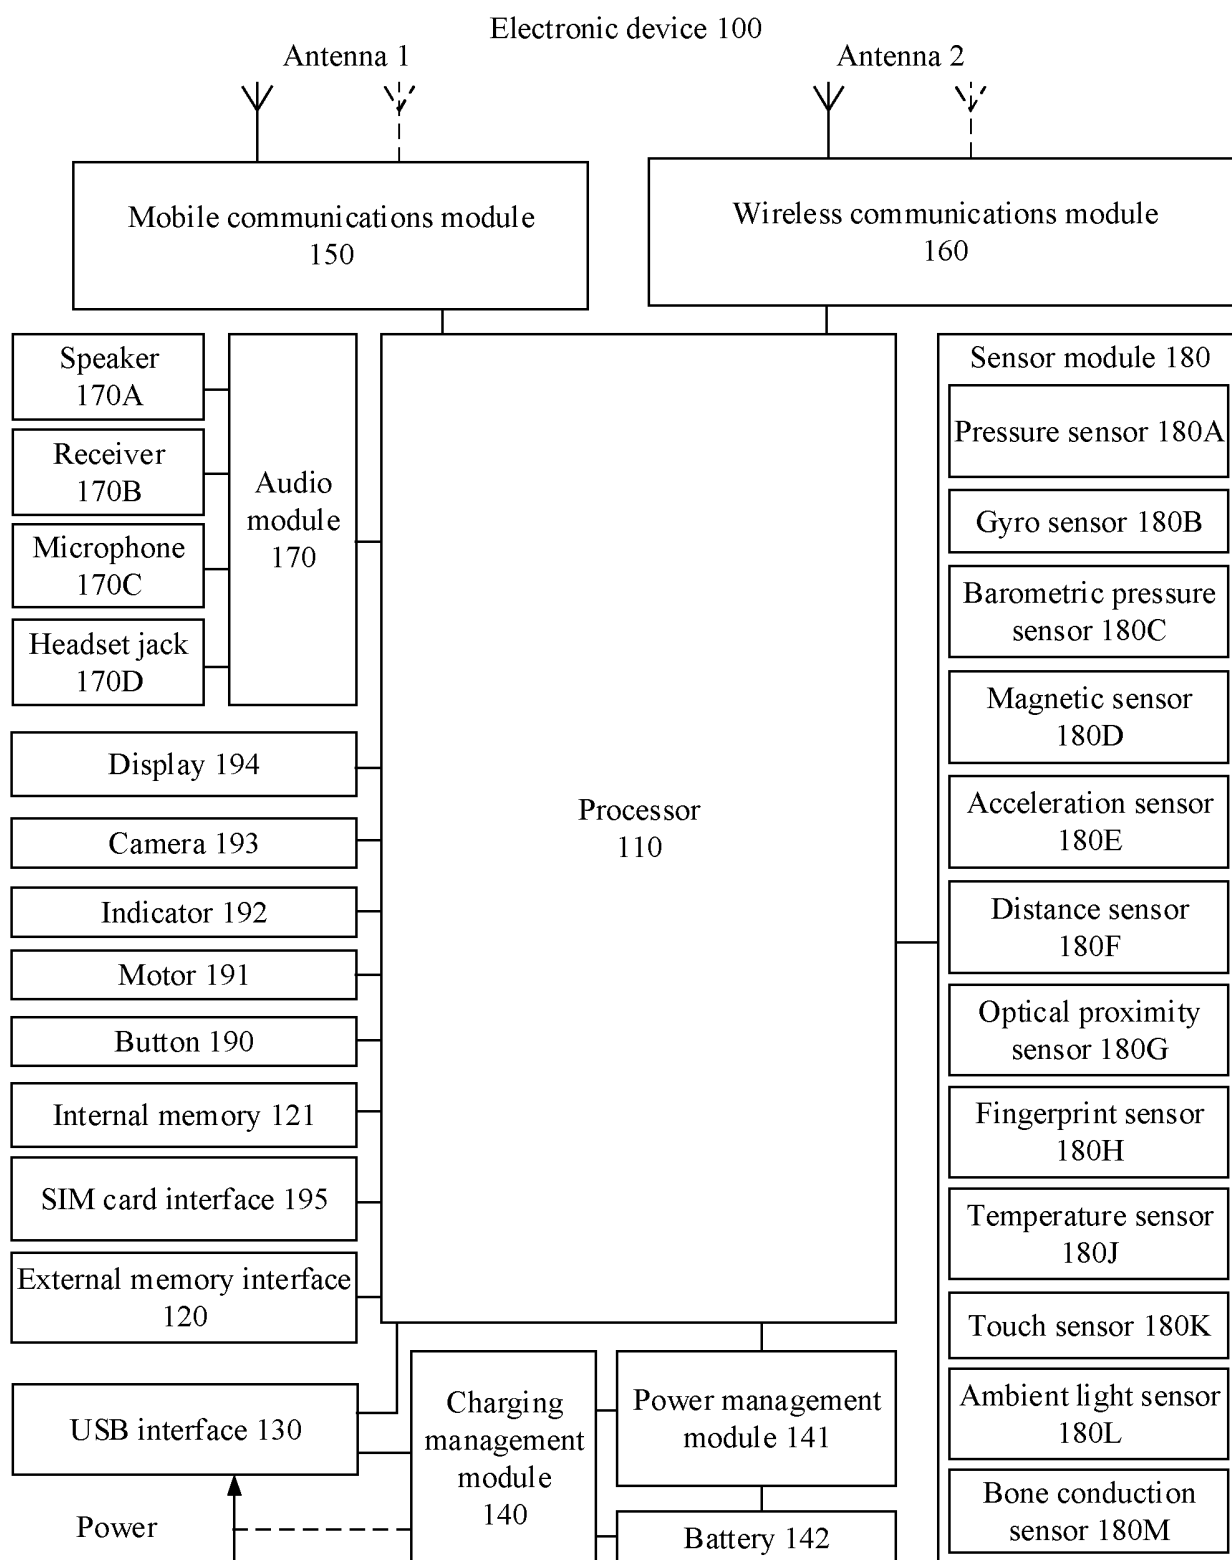 Electronic device 100
Antenna 1
Antenna 2
Mobile communications module
150
Wireless communications module
160
Speaker
170A
Receiver
170B
Microphone
170C
Headset jack
170D
Audio
module
170
Display 194
Camera 193
Indicator 192
Motor 191
Button 190
Internal memory 121
SIM card interface 195
External memory interface
120
USB interface 130
Power
Processor
110
Charging
management
module
140
Power management
module 141
Battery 142
Sensor module 180
Pressure sensor 180A
Gyro sensor 180B
Barometric pressure
sensor 180C
Magnetic sensor
180D
Acceleration sensor
180E
Distance sensor
180F
Optical proximity
sensor 180G
Fingerprint sensor
180H
Temperature sensor
180J
Touch sensor 180K
Ambient light sensor
180L
Bone conduction
sensor 180M